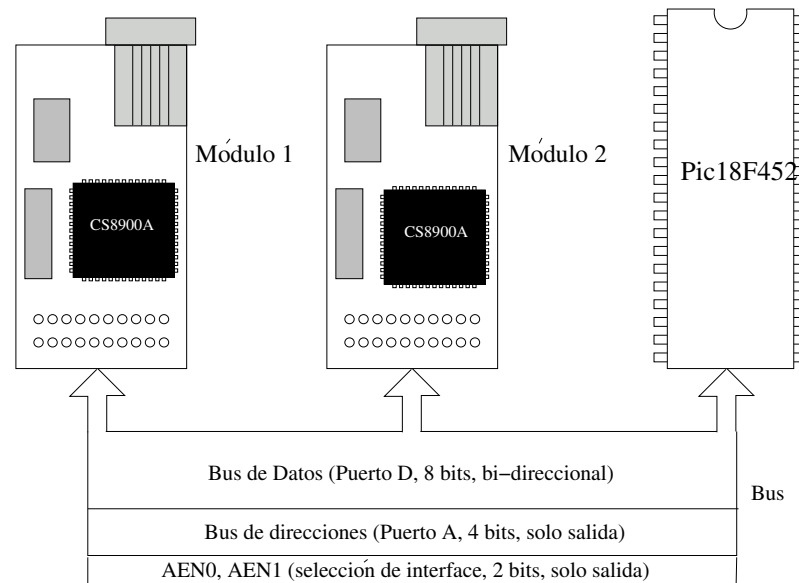 Módulo 1
Módulo 2
Pic18F452
CS8900A
CS8900A
Bus de Datos (Puerto D, 8 bits, bi−direccional)
Bus
Bus de direcciones (Puerto A, 4 bits, solo salida)
AEN0, AEN1 (selección de interface, 2 bits, solo salida)